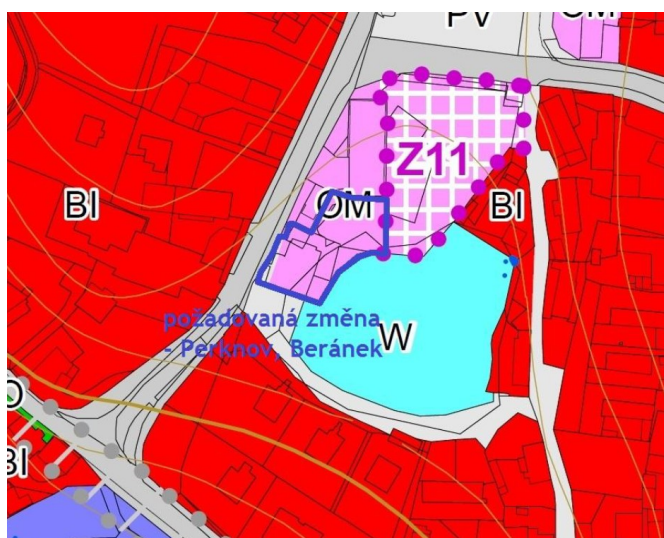 PV
OM
Z11
BI
OM
BI
požadovaná změna
- Perknov, Beránek
W
O
BI